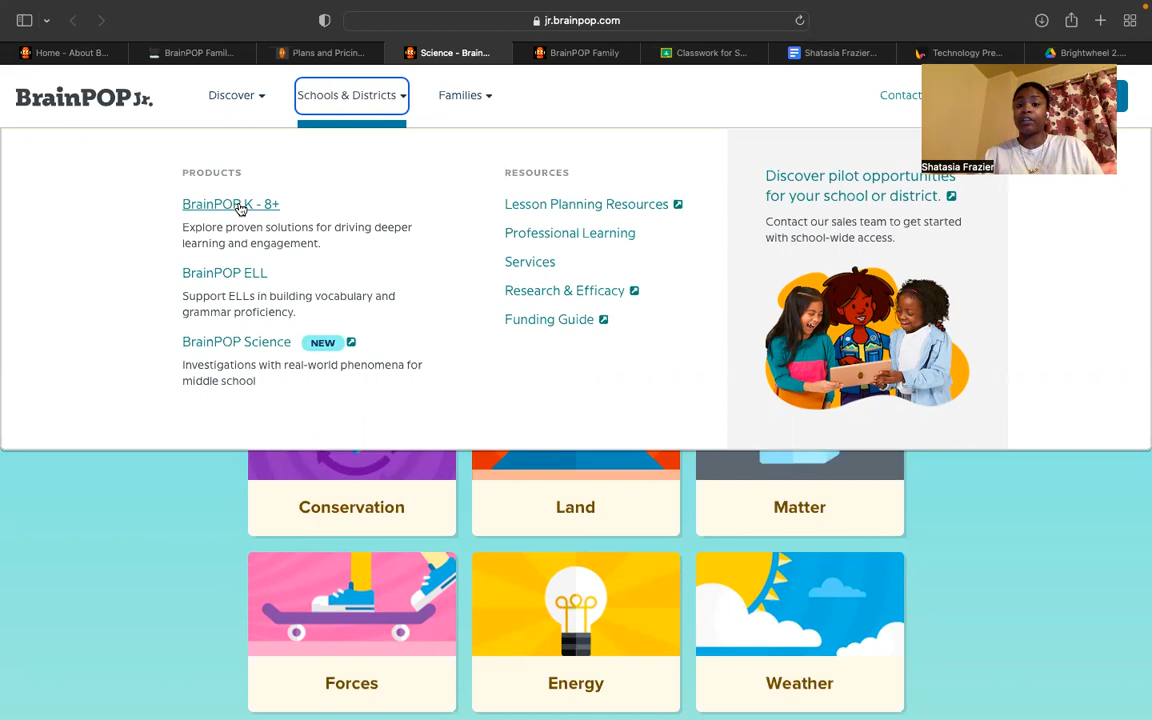 jr.brainpop.com
Home - About B...
BrainPOP Famil...
Plans and Pricin...
Science - Brain...
BrainPOP Family
Classwork for S...
Shatasia Frazier...
Technology Pre...
Brightwheel 2....
BrainPOP Jr.
Discover
Schools & Districts
Families
Contact
Shatasia Frazier
PRODUCTS
BrainPOP K - 8+
Explore proven solutions for driving deeper
learning and engagement.
BrainPOP ELL
Support ELLs in building vocabulary and
grammar proficiency.
BrainPOP Science NEW
Investigations with real-world phenomena for
middle school
RESOURCES
Lesson Planning Resources
Professional Learning
Services
Research & Efficacy
Funding Guide
Discover pilot opportunities
for your school or district.
Contact our sales team to get started
with school-wide access.
Conservation
Land
Matter
Forces
Energy
Weather